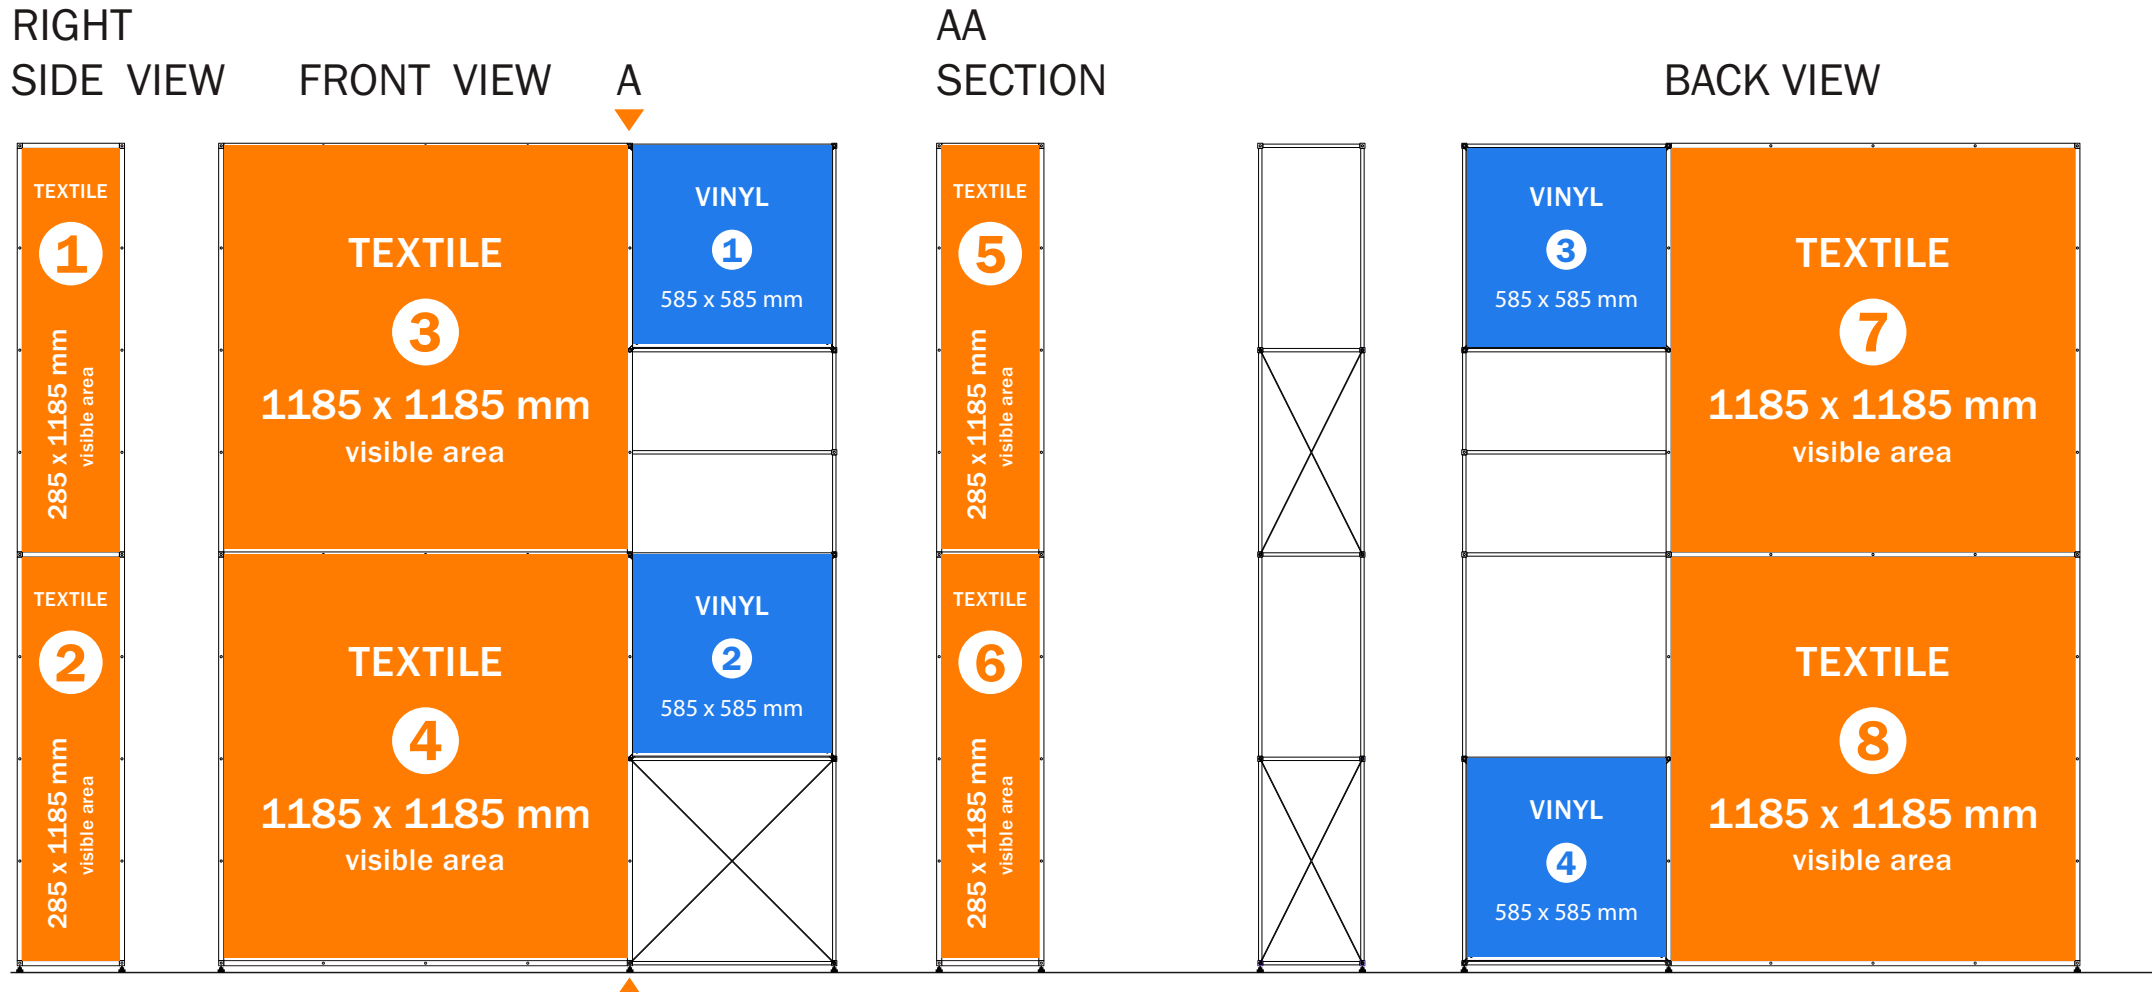 RIGHT
SIDE VIEW
FRONT VIEW
A
AA
SECTION
BACK VIEW
TEXTILE
1
285 x 1185 mm
visible area
TEXTILE
2
285 x 1185 mm
visible area
TEXTILE
3
1185 x 1185 mm
visible area
TEXTILE
4
1185 x 1185 mm
visible area
VINYL
1
585 x 585 mm
VINYL
2
585 x 585 mm
TEXTILE
5
285 x 1185 mm
visible area
TEXTILE
6
285 x 1185 mm
visible area
VINYL
3
585 x 585 mm
VINYL
4
585 x 585 mm
TEXTILE
7
1185 x 1185 mm
visible area
TEXTILE
8
1185 x 1185 mm
visible area